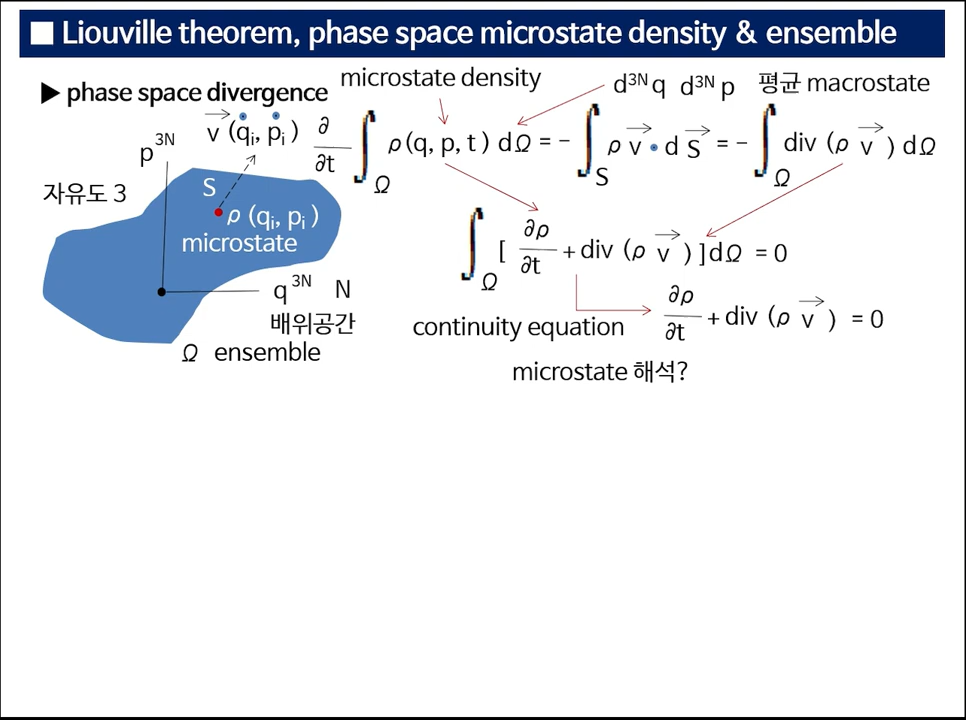 ■ Liouville theorem, phase space microstate density & ensemble
▶ phase space divergence
microstate density
d³ᴺq d³ᴺp
평균 macrostate
v⃗ (q̇ᵢ, ṗᵢ)
∂/∂t ∫_Ω ρ(q, p, t) dΩ = - ∫_S ρ v⃗ · d S⃗ = - ∫_Ω div (ρ v⃗) dΩ
p³ᴺ
자유도 3
S
ρ (qᵢ, pᵢ)
microstate
∫_Ω [ ∂ρ/∂t + div (ρ v⃗) ] dΩ = 0
q³ᴺ N
배위공간
Ω ensemble
continuity equation
∂ρ/∂t + div (ρ v⃗) = 0
microstate 해석?